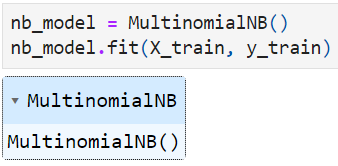 nb_model = MultinomialNB()
nb_model.fit(X_train, y_train)
▾ MultinomialNB
MultinomialNB()